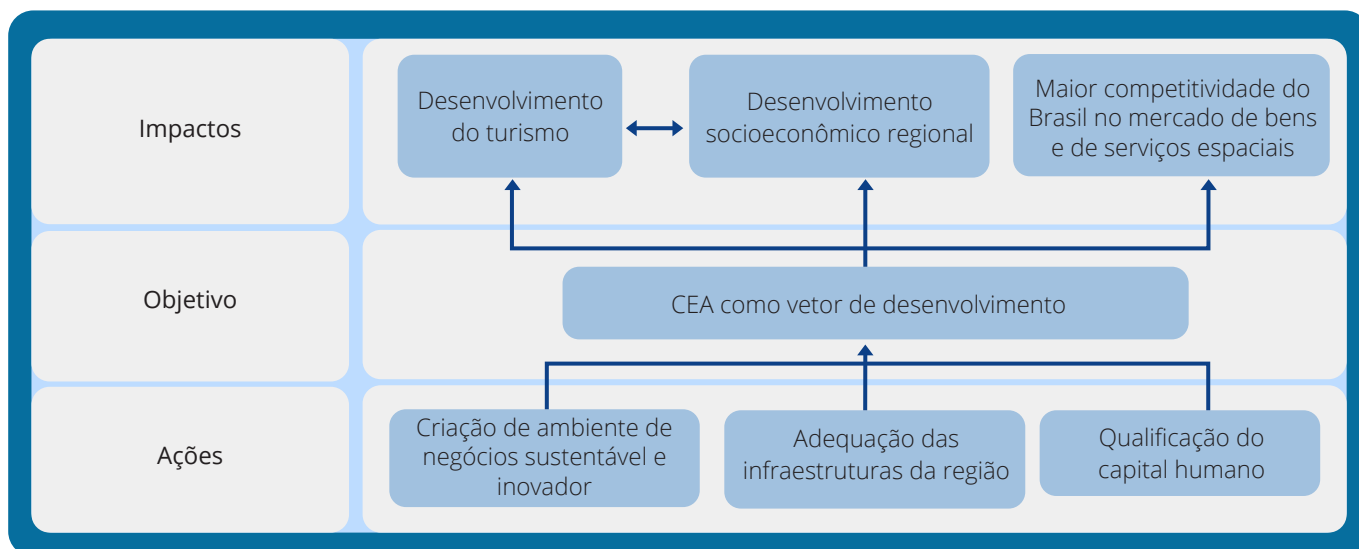 Impactos
Desenvolvimento
do turismo
Desenvolvimento
socioeconômico regional
Maior competitividade do
Brasil no mercado de bens
e de serviços espaciais
Objetivo
CEA como vetor de desenvolvimento
Ações
Criação de ambiente de
negócios sustentável e
inovador
Adequação das
infraestruturas da região
Qualificação do
capital humano